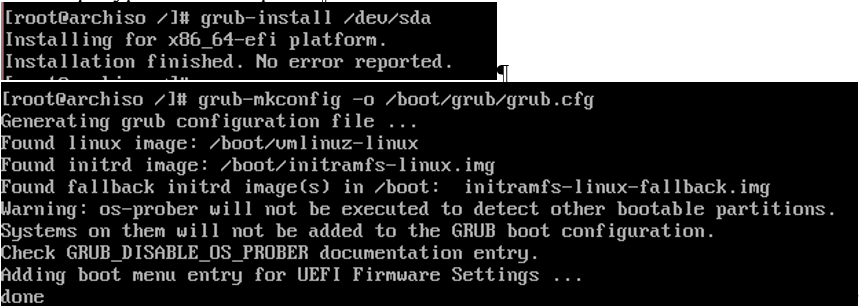 [root@archiso /]# grub-install /dev/sda
Installing for x86_64-efi platform.
Installation finished. No error reported.
¶
[root@archiso /]# grub-mkconfig -o /boot/grub/grub.cfg
Generating grub configuration file ...
Found linux image: /boot/vmlinuz-linux
Found initrd image: /boot/initramfs-linux.img
Found fallback initrd image(s) in /boot:  initramfs-linux-fallback.img
Warning: os-prober will not be executed to detect other bootable partitions.
Systems on them will not be added to the GRUB boot configuration.
Check GRUB_DISABLE_OS_PROBER documentation entry.
Adding boot menu entry for UEFI Firmware Settings ...
done